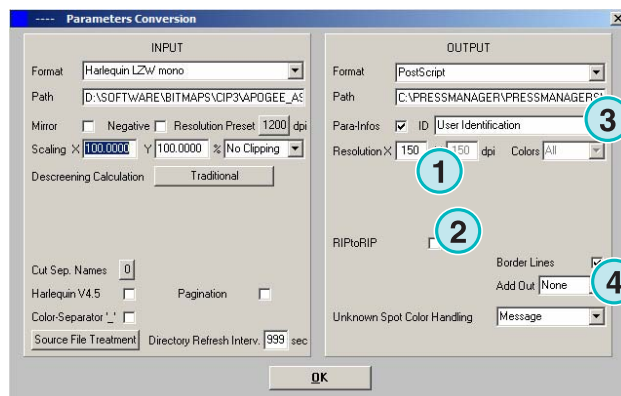 ---- Parameters Conversion
INPUT
Format Harlequin LZW mono
Path D:\SOFTWARE\BITMAPS\CIP3\APOGEE_AS
Mirror Negative Resolution Preset 1200 dpi
Scaling X 100.0000 Y 100.0000 % No Clipping
Descreening Calculation Traditional
Cut Sep. Names 0
Harlequin V4.5 Pagination
Color-Separator '_'
Source File Treatment Directory Refresh Interv. 999 sec
OUTPUT
Format PostScript
Path C:\PRESSMANAGER\PRESSMANAGERS\
Para-Infos ID User Identification 3
Resolution X 150 150 dpi Colors All
1
RIPtoRIP 2
Border Lines
Add Out None 4
Unknown Spot Color Handling Message
OK